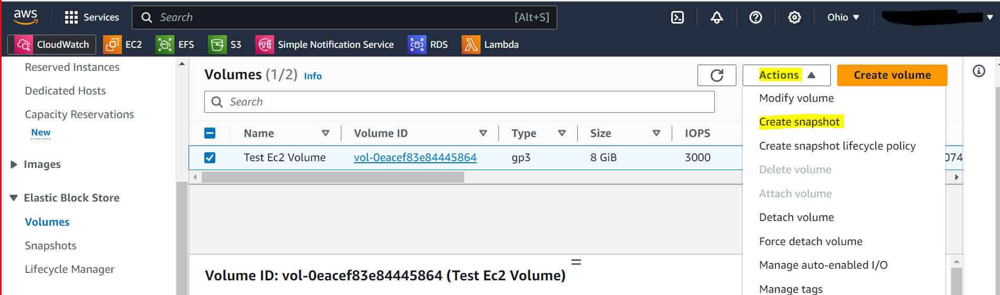 aws Services Search [Alt+S] Ohio
CloudWatch EC2 EFS S3 Simple Notification Service RDS Lambda
Reserved Instances
Dedicated Hosts
Capacity Reservations
New
Images
Elastic Block Store
Volumes
Snapshots
Lifecycle Manager
Volumes (1/2) Info
Actions Create volume
Search
Name Volume ID Type Size IOPS
Test Ec2 Volume vol-0eacef83e84445864 gp3 8 GiB 3000 074
Modify volume
Create snapshot
Create snapshot lifecycle policy
Delete volume
Attach volume
Detach volume
Force detach volume
Manage auto-enabled I/O
Manage tags
Volume ID: vol-0eacef83e84445864 (Test Ec2 Volume)